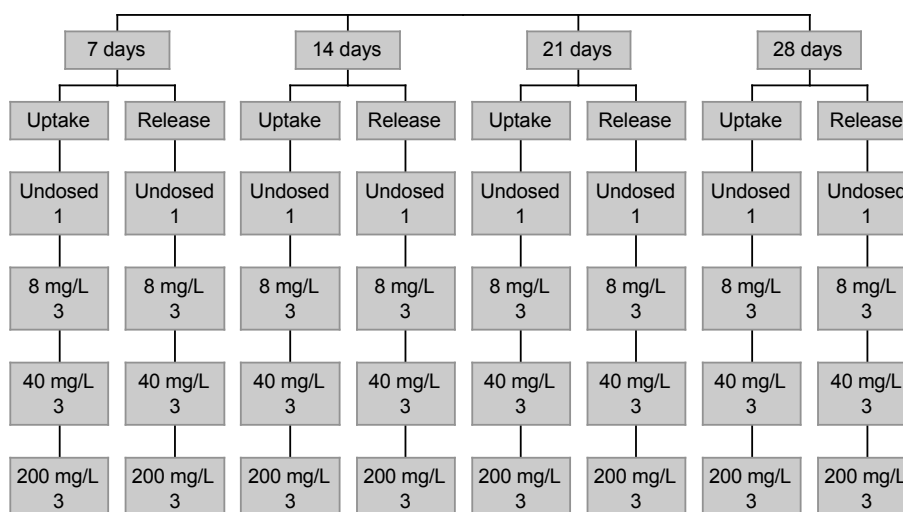 7 days
14 days
21 days
28 days
Uptake
Release
Uptake
Release
Uptake
Release
Uptake
Release
Undosed
1
Undosed
1
Undosed
1
Undosed
1
Undosed
1
Undosed
1
Undosed
1
Undosed
1
8 mg/L
3
8 mg/L
3
8 mg/L
3
8 mg/L
3
8 mg/L
3
8 mg/L
3
8 mg/L
3
8 mg/L
3
40 mg/L
3
40 mg/L
3
40 mg/L
3
40 mg/L
3
40 mg/L
3
40 mg/L
3
40 mg/L
3
40 mg/L
3
200 mg/L
3
200 mg/L
3
200 mg/L
3
200 mg/L
3
200 mg/L
3
200 mg/L
3
200 mg/L
3
200 mg/L
3